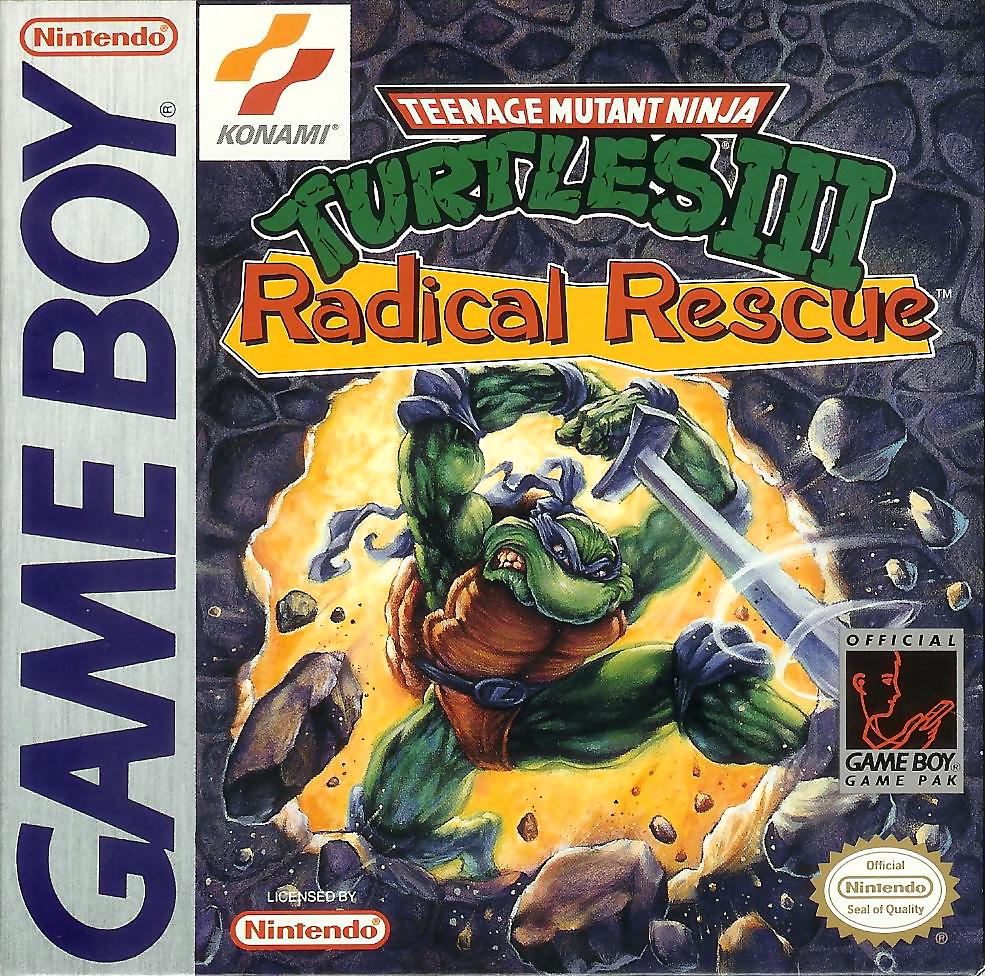 Nintendo®
GAME BOY®
KONAMI®
TEENAGE MUTANT NINJA
TURTLES III
Radical Rescue™
L
OFFICIAL
GAME BOY®
GAME PAK
LICENSED BY
Nintendo®
Official
Nintendo
Seal of Quality
®